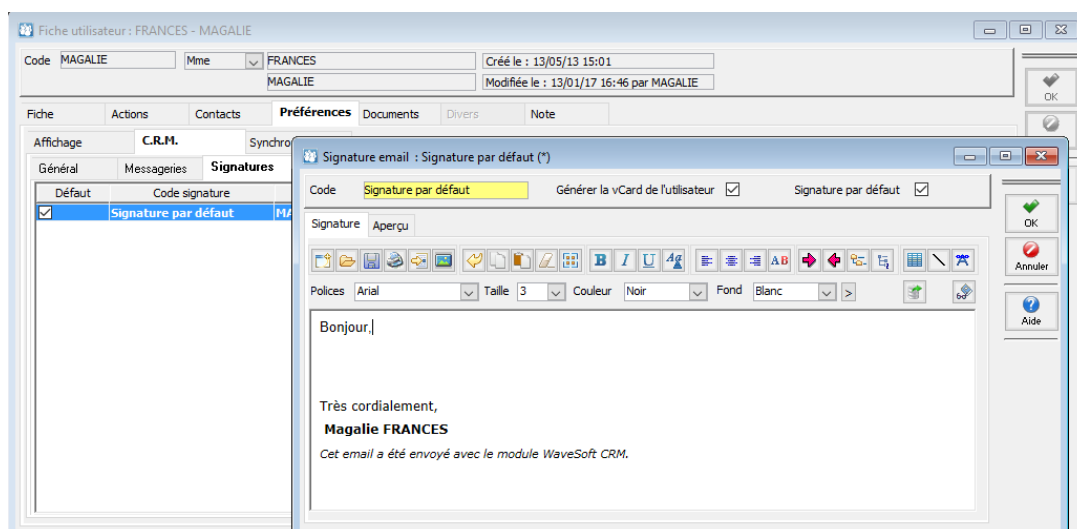 Fiche utilisateur : FRANCES - MAGALIE
Code MAGALIE Mme FRANCES Créé le : 13/05/13 15:01
MAGALIE Modifiée le : 13/01/17 16:46 par MAGALIE
OK
Fiche Actions Contacts Préférences Documents Divers Note
Affichage C.R.M. Synchro
Général Messageries Signatures
Défaut Code signature
Signature par défaut MA
Signature email : Signature par défaut (*)
Code Signature par défaut Générer la vCard de l'utilisateur Signature par défaut
OK
Signature Aperçu
Annuler
B I U Ag AB
Polices Arial Taille 3 Couleur Noir Fond Blanc >
Aide
Bonjour,
Très cordialement,
Magalie FRANCES
Cet email a été envoyé avec le module WaveSoft CRM.